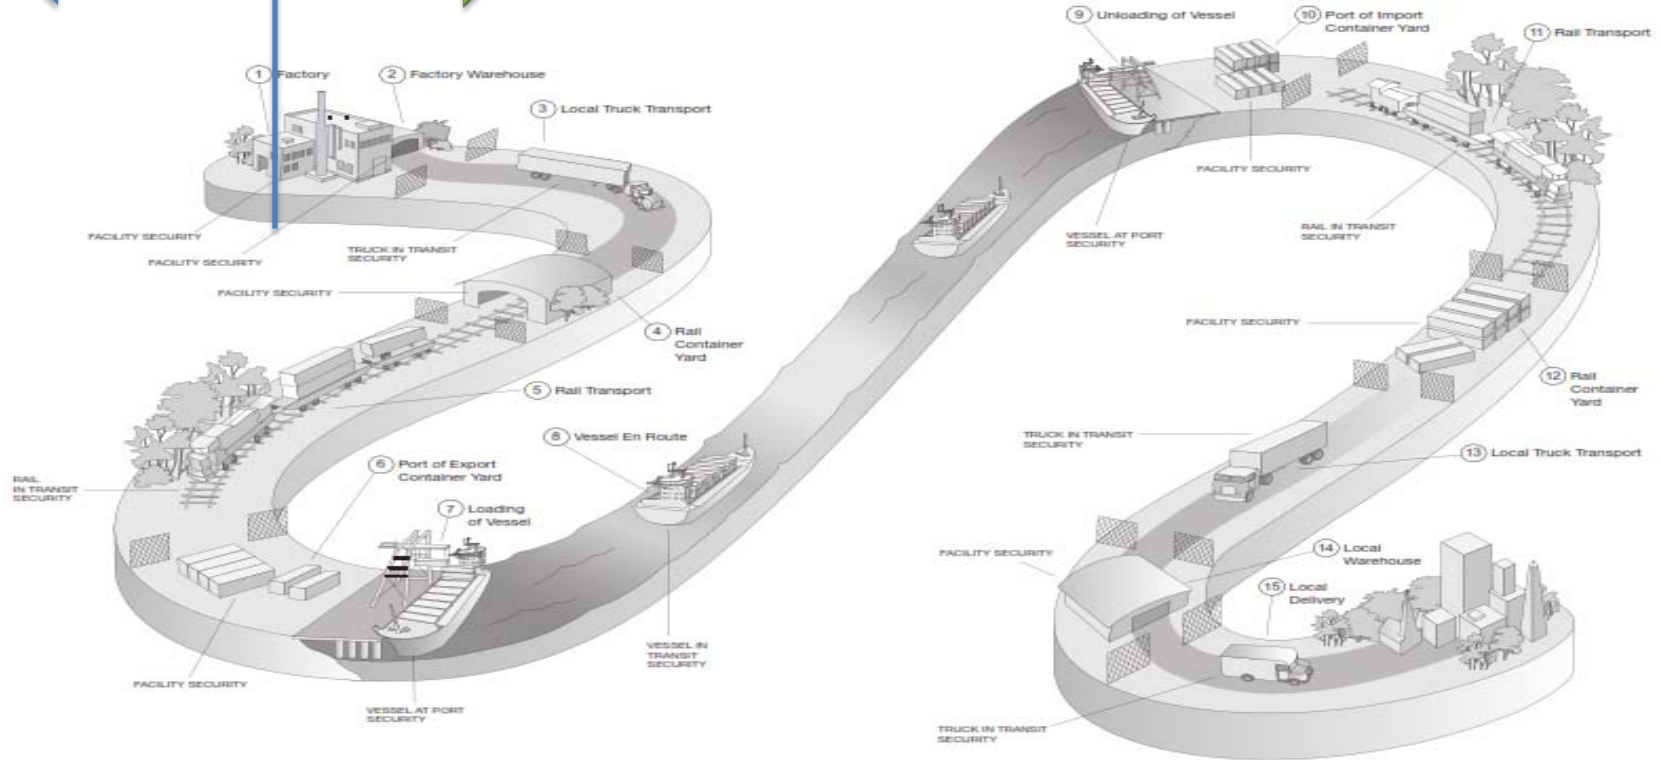 1 Factory
2 Factory Warehouse
3 Local Truck Transport
FACILITY SECURITY
FACILITY SECURITY
TRUCK IN TRANSIT
SECURITY
FACILITY SECURITY
4 Rail
Container
Yard
5 Rail Transport
RAIL
IN TRANSIT
SECURITY
6 Port of Export
Container Yard
7 Loading
of Vessel
FACILITY SECURITY
VESSEL AT PORT
SECURITY
8 Vessel En Route
VESSEL IN
TRANSIT
SECURITY
9 Unloading of Vessel
VESSEL AT PORT
SECURITY
10 Port of Import
Container Yard
FACILITY SECURITY
11 Rail Transport
RAIL IN TRANSIT
SECURITY
FACILITY SECURITY
12 Rail
Container
Yard
TRUCK IN TRANSIT
SECURITY
13 Local Truck Transport
FACILITY SECURITY
14 Local
Warehouse
15 Local
Delivery
TRUCK IN TRANSIT
SECURITY